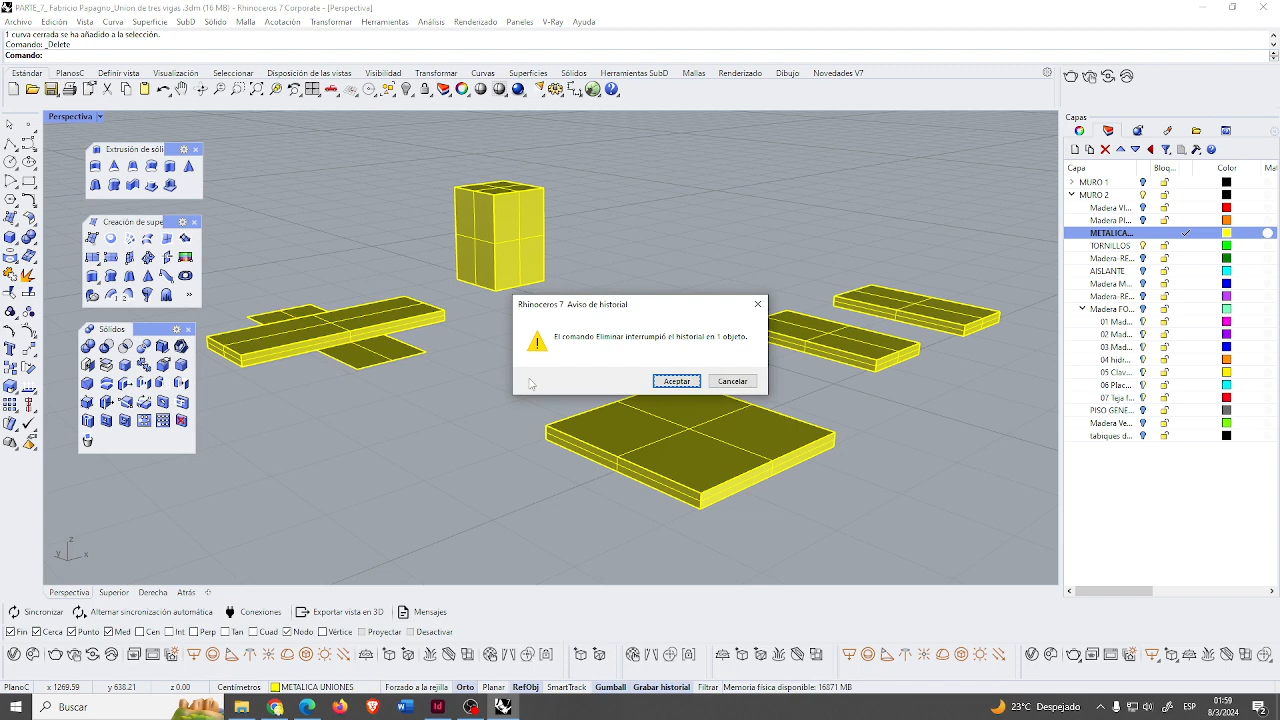 PARTE_7_ Fabricio Papagno_Union de tres vigas .3dm (16 MB) - Rhinoceros 7 Corporate - [Perspectiva]
Archivo Edición Vista Curva Superficie SubD Sólido Malla Acotación Transformar Herramientas Análisis Renderizado Paneles V-Ray Ayuda
1 curva cerrada se ha añadido a la selección.
Comando: _Delete
Comando:
Estándar PlanosC Definir vista Visualización Seleccionar Disposición de las vistas Visibilidad Transformar Curvas Superficies Sólidos Herramientas SubD Mallas Renderizado Dibujo Novedades V7
Perspectiva
Capas
Extrusión de sóli
Capa Bloq... Color Mat
MURO 1
MURO 2
Madera VI...
Madera PI...
Creación de supe
METALICA...
TORNILLOS
Madera-RE...
AISLANTE
Madera M...
Madera-RE...
Madera FO...
01 Mad...
Sólidos
03 Mad...
04 hidr...
05 Clav...
06 Plac...
07 Teja f...
PISO GENE...
Madera Ve...
tabiques d...
Rhinoceros 7 Aviso de historial
El comando Eliminar interrumpió el historial en 1 objeto.
Aceptar Cancelar
z
y x
Perspectiva Superior Derecha Atrás
Sincronizar Alternar sincronización automática Conexiones Exportar vista en 3D Mensajes
Fin Cerca Punto Med Cen Int Perp Tan Cuad Nodo Vértice Proyectar Desactivar
PlanoC x 1269.59 y 638.21 z 0.00 Centímetros METALICA UNIONES Forzado a la rejilla Orto Planar RefObj SmartTrack Gumball Grabar historial Filtrar Memoria física disponible: 16871 MB
Buscar
23°C Despejado ESP 01:59
8/3/2024